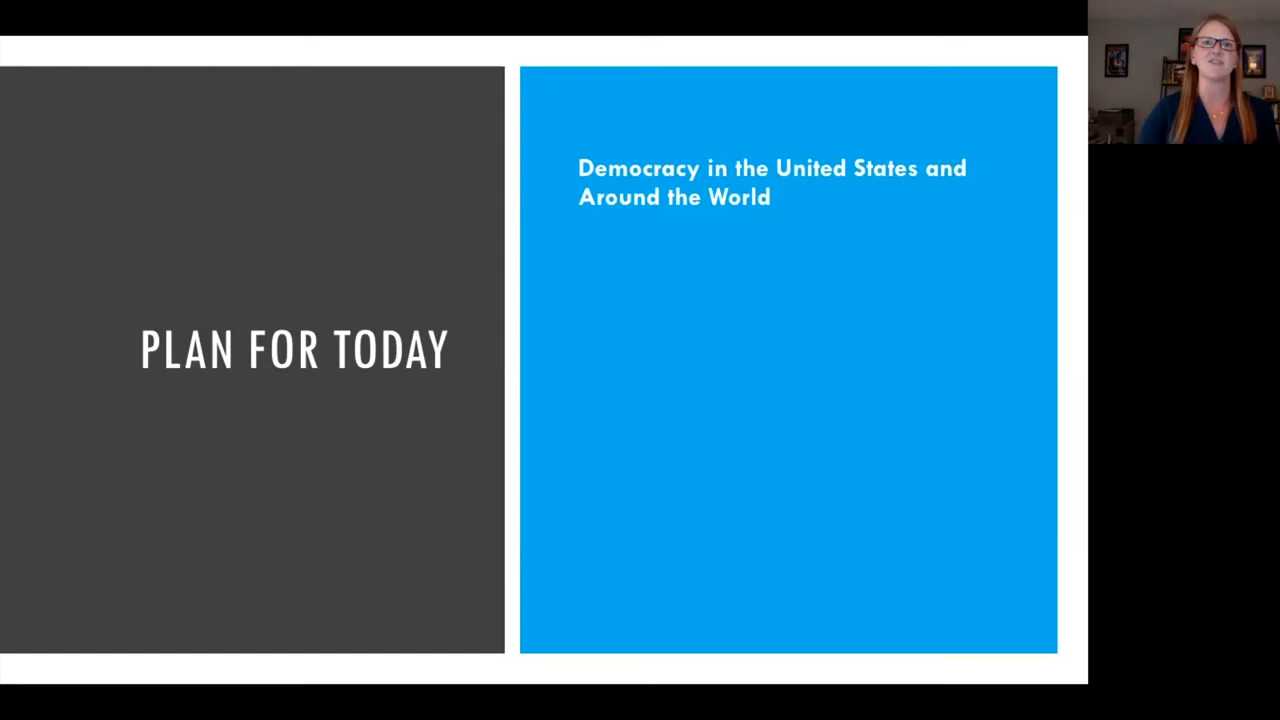 PLAN FOR TODAY
Democracy in the United States and
Around the World